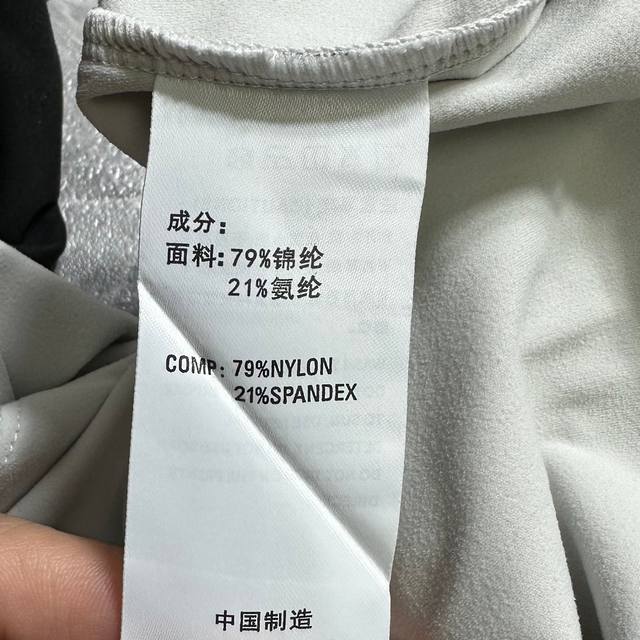 成分:
面料:79%锦纶
21%氨纶
COMP: 79%NYLON
21%SPANDEX
中国制造